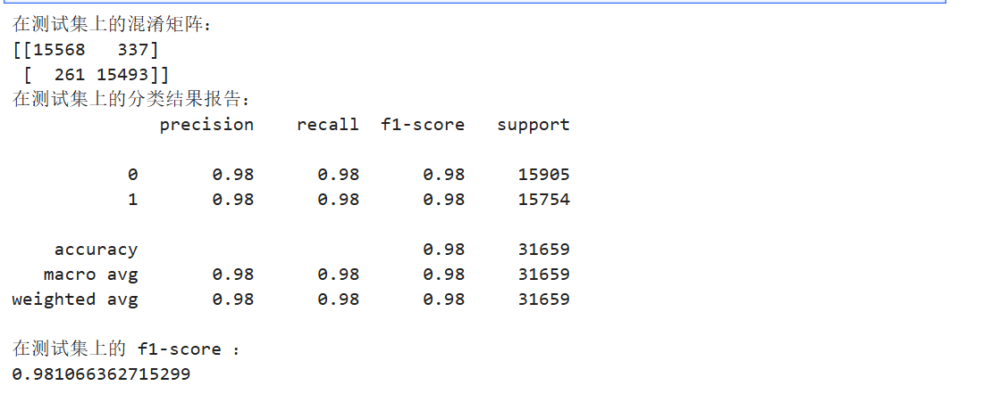 在测试集上的混淆矩阵：
[[15568   337]
 [  261 15493]]
在测试集上的分类结果报告：
              precision    recall  f1-score   support

           0       0.98      0.98      0.98     15905
           1       0.98      0.98      0.98     15754

    accuracy                           0.98     31659
   macro avg       0.98      0.98      0.98     31659
weighted avg       0.98      0.98      0.98     31659

在测试集上的 f1-score ：
0.981066362715299